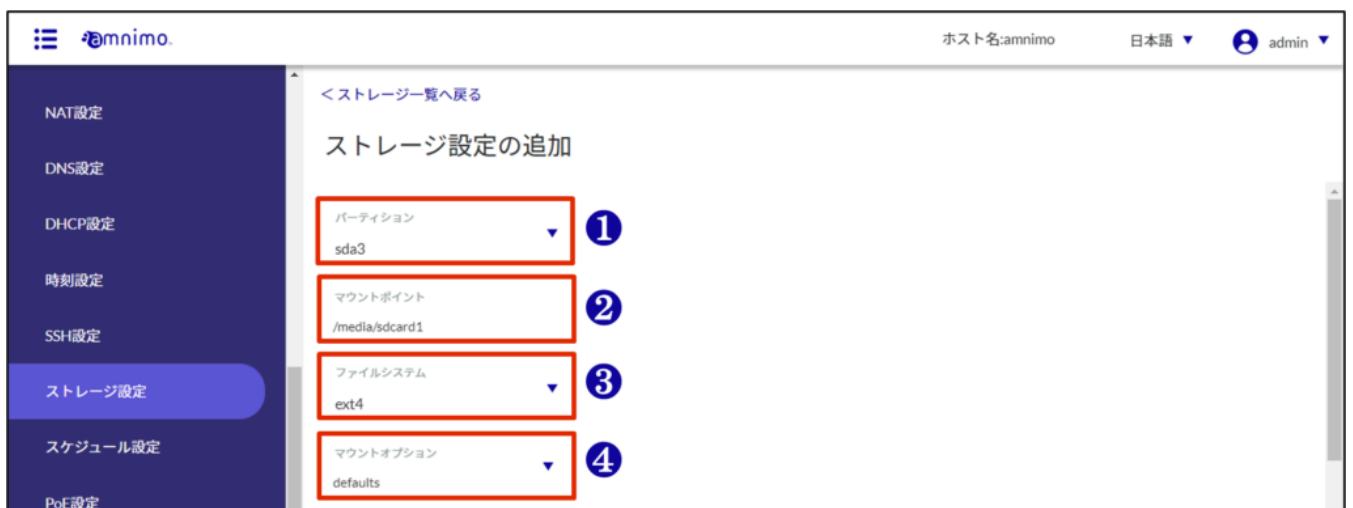 amnimo.
ホスト名:amnimo
日本語 ▼
admin ▼
NAT設定
DNS設定
DHCP設定
時刻設定
SSH設定
ストレージ設定
スケジュール設定
PoE設定
<ストレージ一覧へ戻る
ストレージ設定の追加
パーティション
sda3
❶
マウントポイント
/media/sdcard1
❷
ファイルシステム
ext4
❸
マウントオプション
defaults
❹